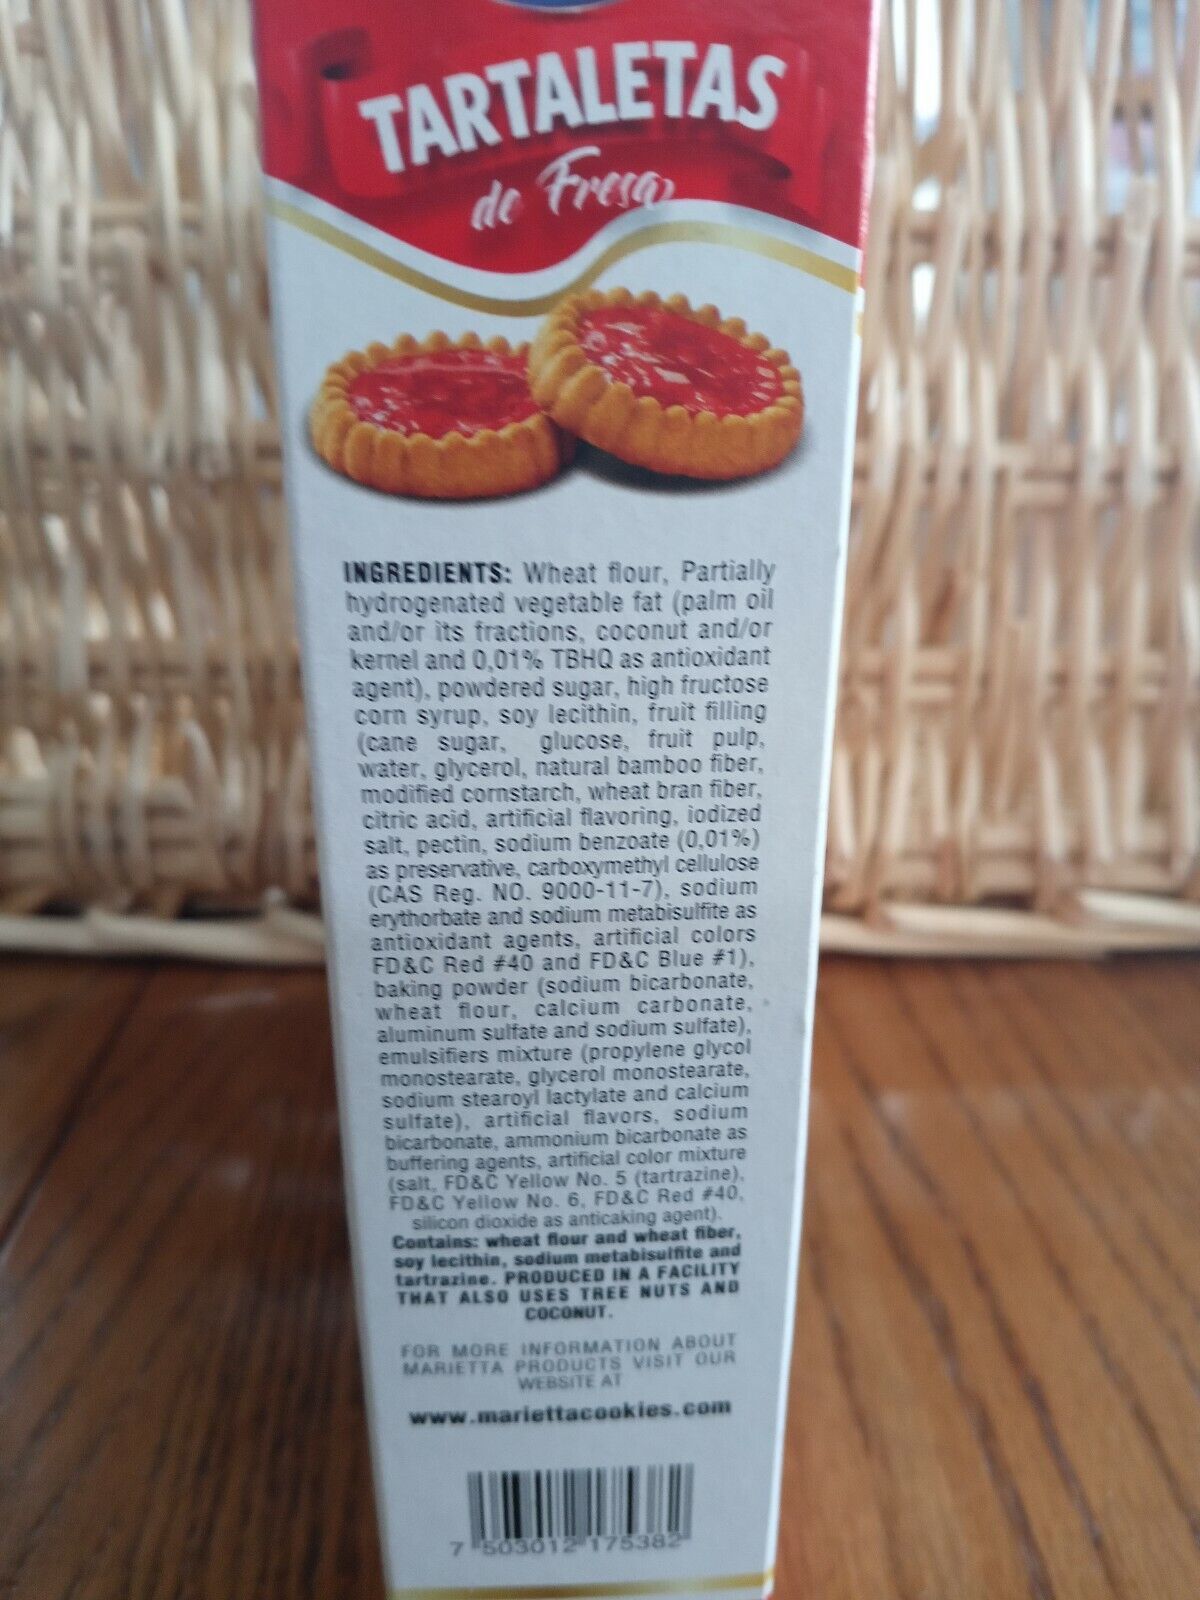 TARTALETAS
de Fresa
INGREDIENTS: Wheat flour, Partially
hydrogenated vegetable fat (palm oil
and/or its fractions, coconut and/or
kernel and 0,01% TBHQ as antioxidant
agent), powdered sugar, high fructose
corn syrup, soy lecithin, fruit filling
(cane sugar, glucose, fruit pulp,
water, glycerol, natural bamboo fiber,
modified cornstarch, wheat bran fiber,
citric acid, artificial flavoring, iodized
salt, pectin, sodium benzoate (0,01%)
as preservative, carboxymethyl cellulose
(CAS Reg. NO. 9000-11-7), sodium
erythorbate and sodium metabisulfite as
antioxidant agents, artificial colors
FD&C Red #40 and FD&C Blue #1),
baking powder (sodium bicarbonate,
wheat flour, calcium carbonate,
aluminum sulfate and sodium sulfate),
emulsifiers mixture (propylene glycol
monostearate, glycerol monostearate,
sodium stearoyl lactylate and calcium
sulfate), artificial flavors, sodium
bicarbonate, ammonium bicarbonate as
buffering agents, artificial color mixture
(salt, FD&C Yellow No. 5 (tartrazine),
FD&C Yellow No. 6, FD&C Red #40,
silicon dioxide as anticaking agent).
Contains: wheat flour and wheat fiber,
soy lecithin, sodium metabisulfite and
tartrazine. PRODUCED IN A FACILITY
THAT ALSO USES TREE NUTS AND
COCONUT.
FOR MORE INFORMATION ABOUT
MARIETTA PRODUCTS VISIT OUR
WEBSITE AT
www.mariettacookies.com
7 503012 175382